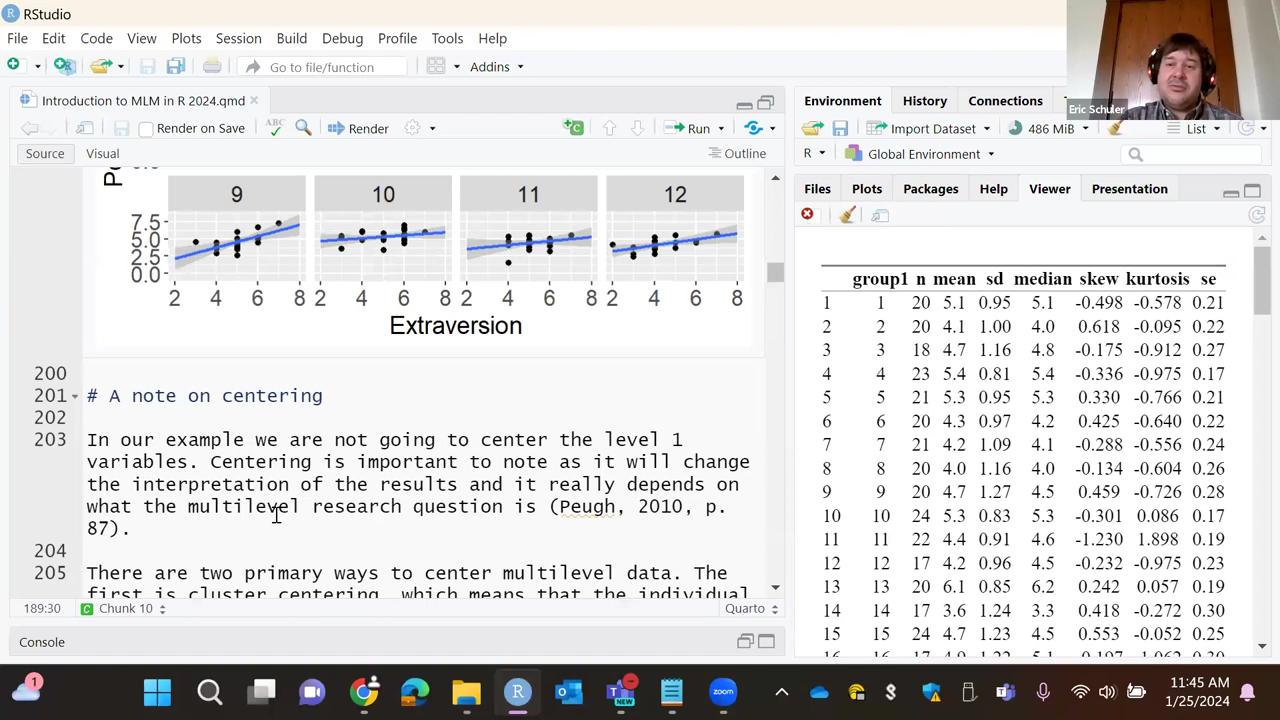 RStudio
File Edit Code View Plots Session Build Debug Profile Tools Help
Go to file/function Addins
Eric Schuler
Introduction to MLM in R 2024.qmd
Render on Save ABC Render Run
Source Visual Outline
9 10 11 12
7.5
5.0
2.5
0.0
2 4 6 8 2 4 6 8 2 4 6 8 2 4 6 8
Extraversion
200
201 # A note on centering
202
203 In our example we are not going to center the level 1
variables. Centering is important to note as it will change
the interpretation of the results and it really depends on
what the multilevel research question is (Peugh, 2010, p.
87).
204
205 There are two primary ways to center multilevel data. The
first is cluster centering, which means that the individual
189:30 Chunk 10 Quarto
Console
Environment History Connections
Import Dataset 486 MiB List
R Global Environment
Files Plots Packages Help Viewer Presentation
group1 n mean sd median skew kurtosis se
1 1 20 5.1 0.95 5.1 -0.498 -0.578 0.21
2 2 20 4.1 1.00 4.0 0.618 -0.095 0.22
3 3 18 4.7 1.16 4.8 -0.175 -0.912 0.27
4 4 23 5.4 0.81 5.4 -0.336 -0.975 0.17
5 5 21 5.3 0.95 5.3 0.330 -0.766 0.21
6 6 20 4.3 0.97 4.2 0.425 -0.640 0.22
7 7 21 4.2 1.09 4.1 -0.288 -0.556 0.24
8 8 20 4.0 1.16 4.0 -0.134 -0.604 0.26
9 9 20 4.7 1.27 4.5 0.459 -0.726 0.28
10 10 24 5.3 0.83 5.3 -0.301 0.086 0.17
11 11 22 4.4 0.91 4.6 -1.230 1.898 0.19
12 12 17 4.2 0.96 4.5 -0.232 -0.975 0.23
13 13 20 6.1 0.85 6.2 0.242 0.057 0.19
14 14 17 3.6 1.24 3.3 0.418 -0.272 0.30
15 15 24 4.7 1.23 4.5 0.553 -0.052 0.25
1
NEW
zoom
11:45 AM
1/25/2024